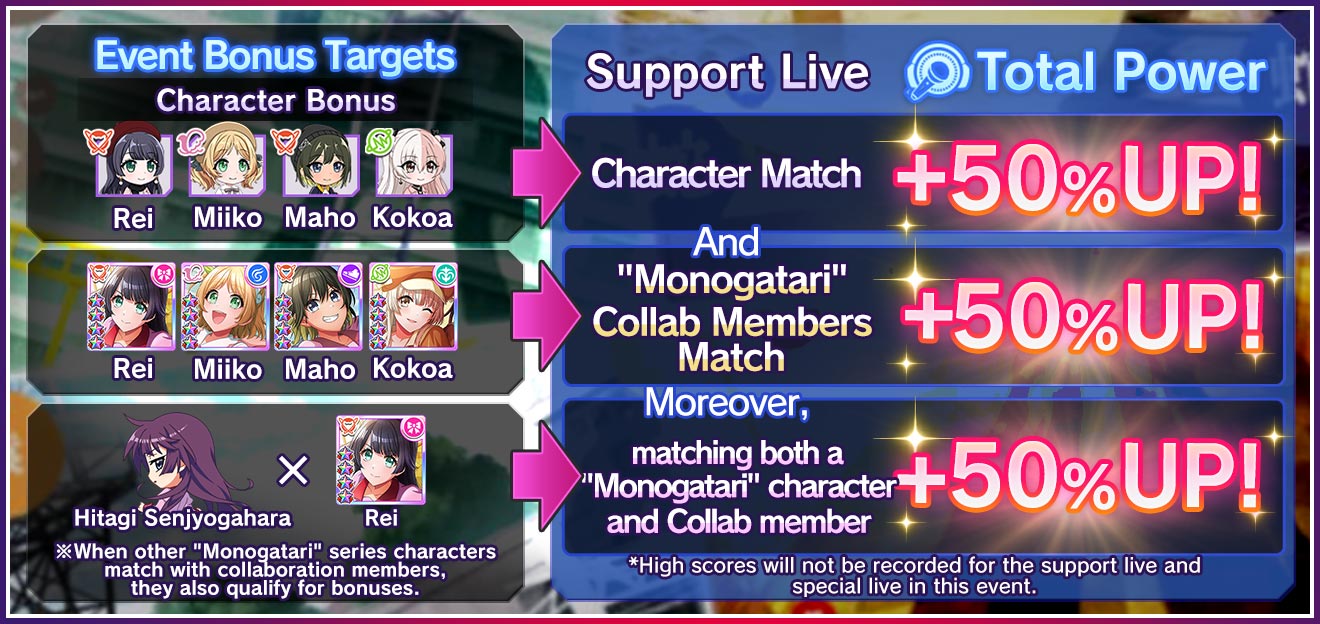 Event Bonus Targets
Character Bonus
Rei Miiko Maho Kokoa
Rei Miiko Maho Kokoa
Hitagi Senjyogahara × Rei
※When other "Monogatari" series characters
match with collaboration members,
they also qualify for bonuses.
Support Live Total Power
Character Match +50%UP!
And
"Monogatari"
Collab Members
Match
+50%UP!
Moreover,
matching both a
"Monogatari" character
and Collab member
+50%UP!
*High scores will not be recorded for the support live and
special live in this event.